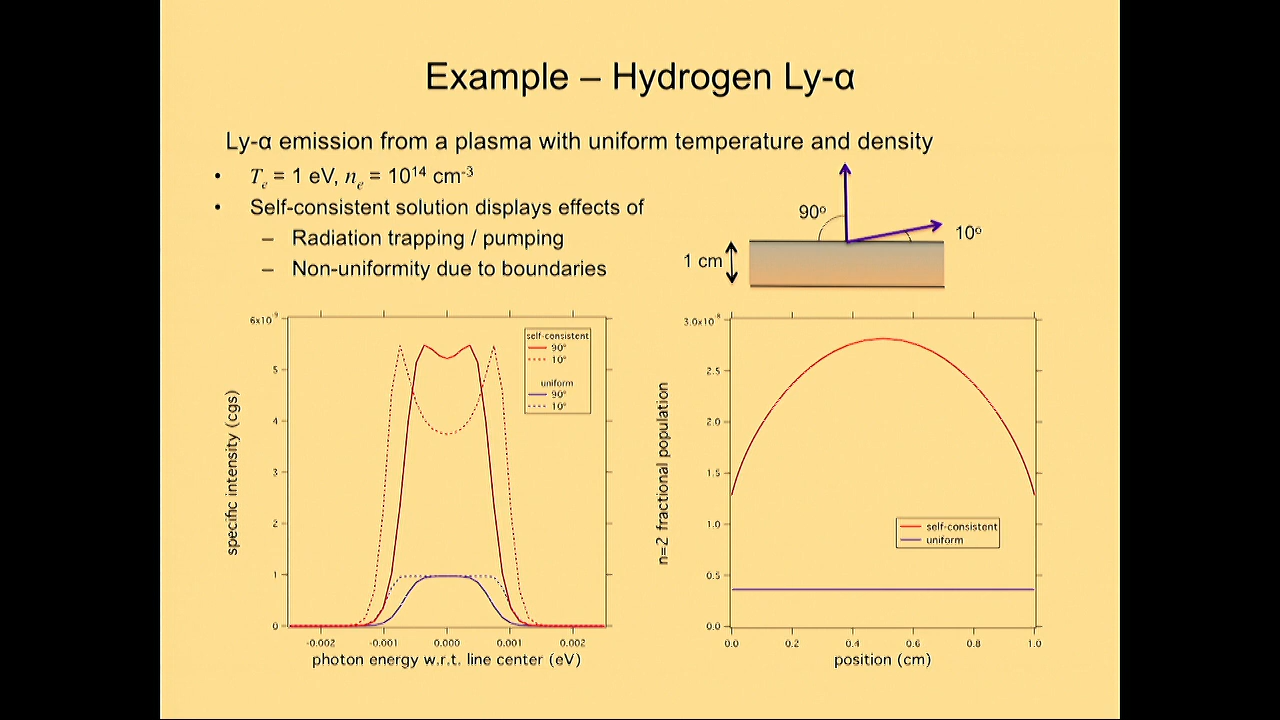 Example – Hydrogen Ly-α
Ly-α emission from a plasma with uniform temperature and density
• Tₑ = 1 eV, nₑ = 10¹⁴ cm⁻³
• Self-consistent solution displays effects of
– Radiation trapping / pumping
– Non-uniformity due to boundaries
90º
10º
1 cm
6x10⁻⁹
5
4
3
2
1
0
specific intensity (cgs)
self-consistent
90°
10°
uniform
90°
10°
-0.002 -0.001 0.000 0.001 0.002
photon energy w.r.t. line center (eV)
3.0x10⁻⁸
2.5
2.0
1.5
1.0
0.5
0.0
n=2 fractional population
self-consistent
uniform
0.0 0.2 0.4 0.6 0.8 1.0
position (cm)